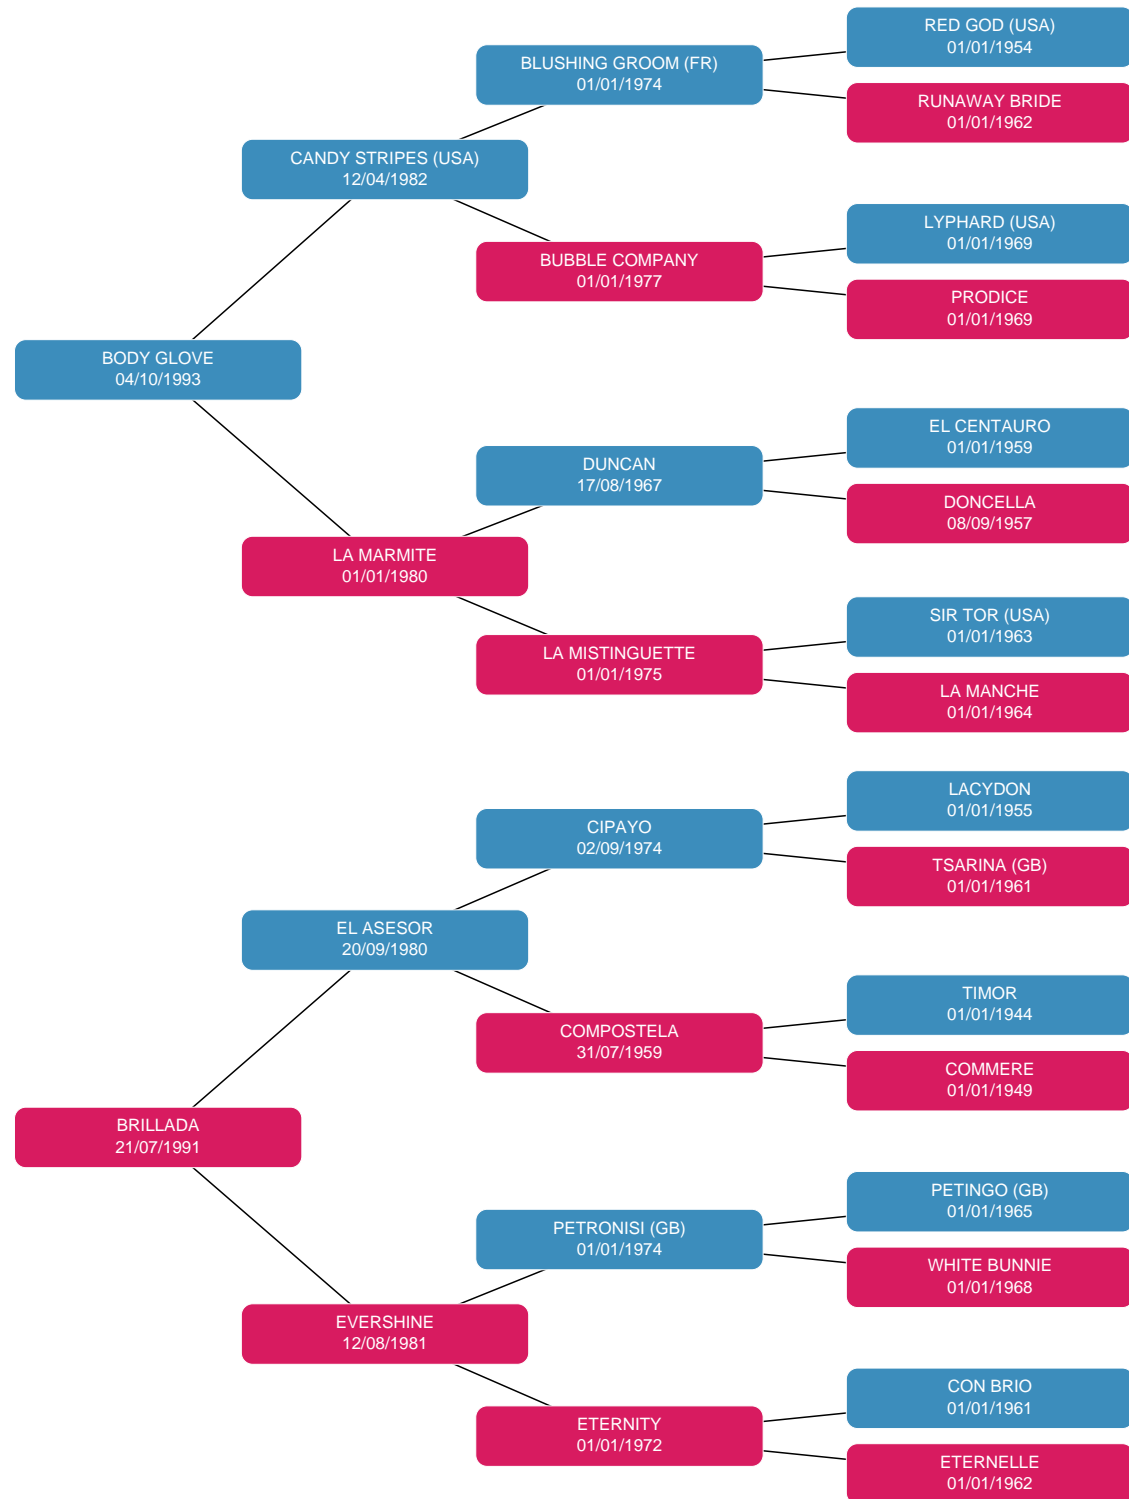 RED GOD (USA)
01/01/1954
BLUSHING GROOM (FR)
01/01/1974
RUNAWAY BRIDE
01/01/1962
CANDY STRIPES (USA)
12/04/1982
LYPHARD (USA)
01/01/1969
BUBBLE COMPANY
01/01/1977
PRODICE
01/01/1969
BODY GLOVE
04/10/1993
EL CENTAURO
01/01/1959
DUNCAN
17/08/1967
DONCELLA
08/09/1957
LA MARMITE
01/01/1980
SIR TOR (USA)
01/01/1963
LA MISTINGUETTE
01/01/1975
LA MANCHE
01/01/1964
LACYDON
01/01/1955
CIPAYO
02/09/1974
TSARINA (GB)
01/01/1961
EL ASESOR
20/09/1980
TIMOR
01/01/1944
COMPOSTELA
31/07/1959
COMMERE
01/01/1949
BRILLADA
21/07/1991
PETINGO (GB)
01/01/1965
PETRONISI (GB)
01/01/1974
WHITE BUNNIE
01/01/1968
EVERSHINE
12/08/1981
CON BRIO
01/01/1961
ETERNITY
01/01/1972
ETERNELLE
01/01/1962